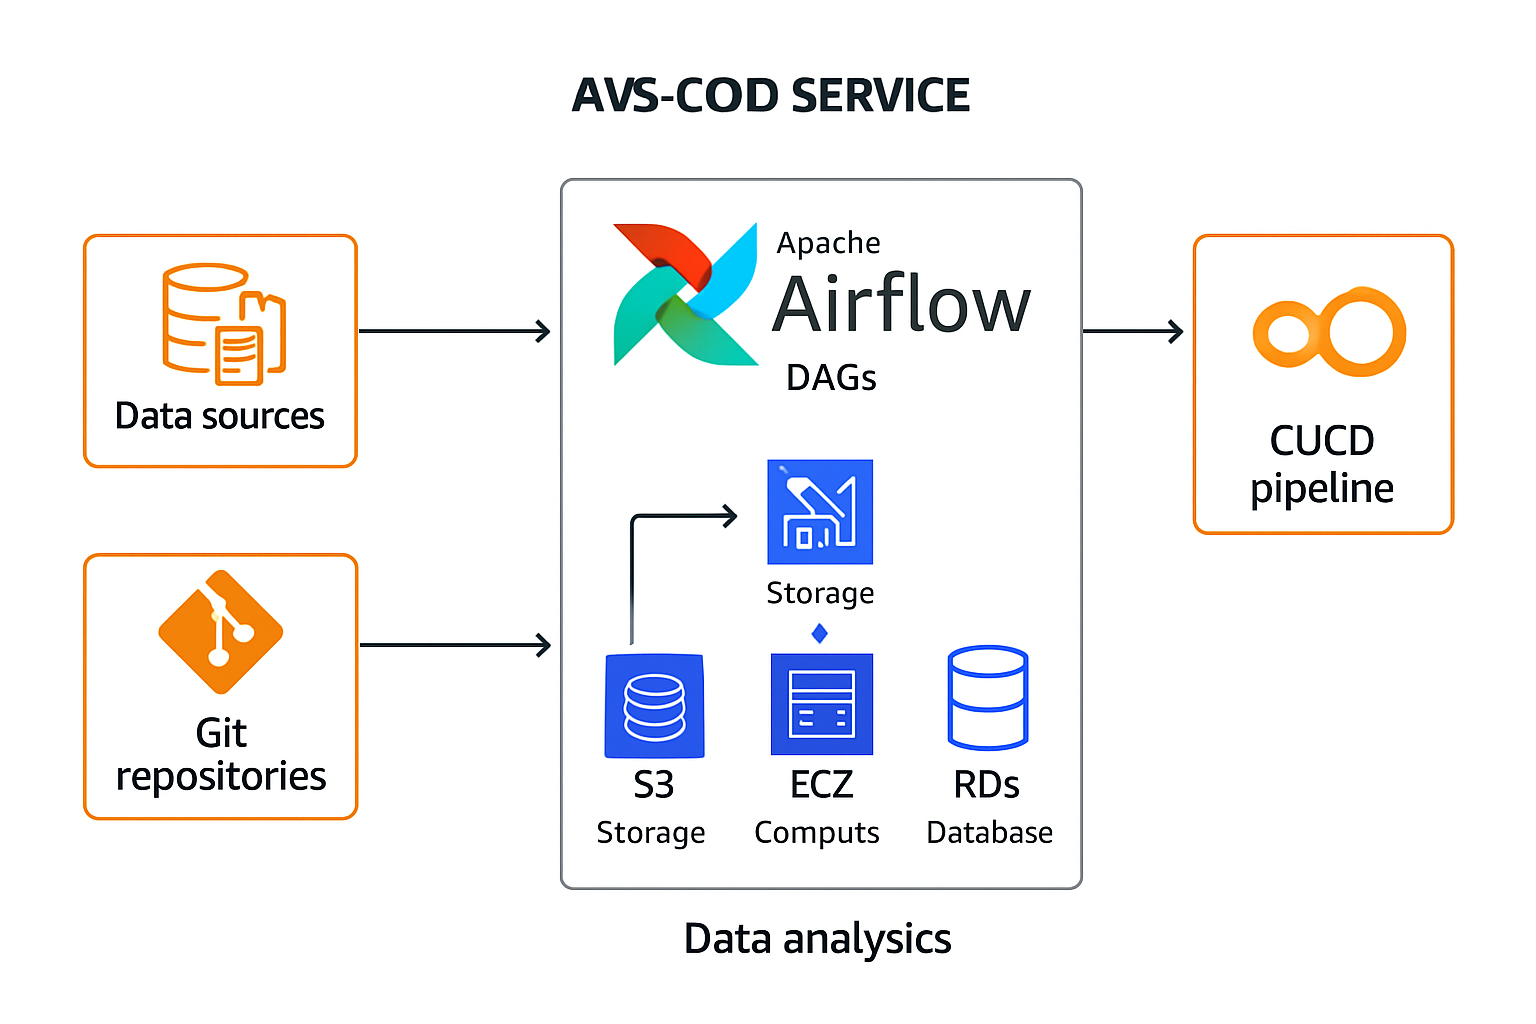 AVS-COD SERVICE
Apache
Airflow
DAGs
Data sources
CUCD
pipeline
Storage
Git
repositories
S3
Storage
ECZ
Computs
RDs
Database
Data analysics